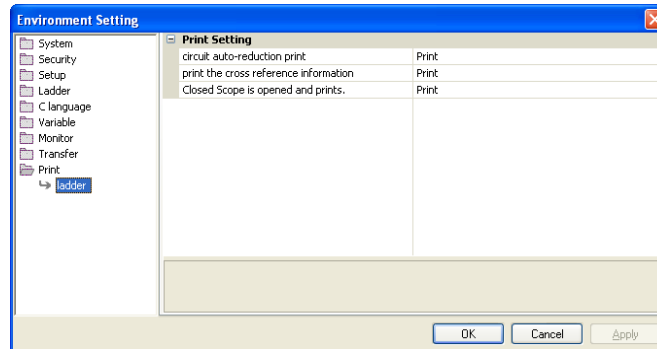 Environment Setting
System
Security
Setup
Ladder
C language
Variable
Monitor
Transfer
Print
ladder
Print Setting
circuit auto-reduction print Print
print the cross reference information Print
Closed Scope is opened and prints. Print
OK Cancel Apply